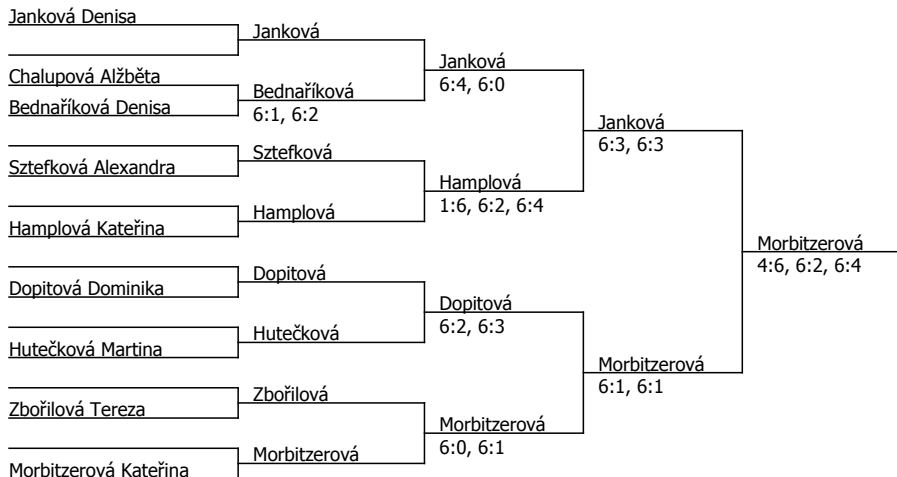 Janková Denisa
Chalupová Alžběta
Bednaříková Denisa
Sztefková Alexandra
Hamplová Kateřina
Dopitová Dominika
Hutečková Martina
Zbořilová Tereza
Morbitzerová Kateřina
Janková
Bednaříková
6:1, 6:2
Sztefková
Hamplová
Dopitová
Hutečková
Zbořilová
Morbitzerová
Janková
6:4, 6:0
Hamplová
1:6, 6:2, 6:4
Dopitová
6:2, 6:3
Morbitzerová
6:0, 6:1
Janková
6:3, 6:3
Morbitzerová
6:1, 6:1
Morbitzerová
4:6, 6:2, 6:4